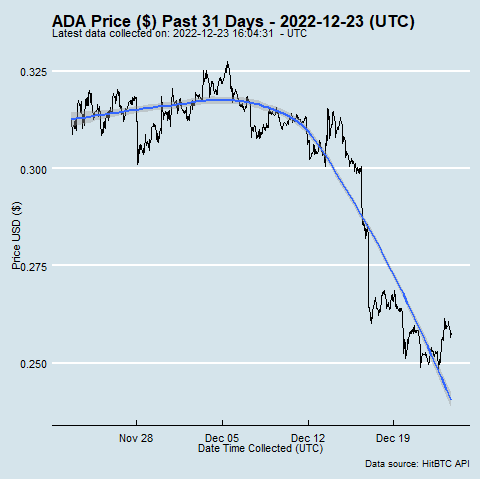 ADA Price ($) Past 31 Days - 2022-12-23 (UTC)
Latest data collected on: 2022-12-23 16:04:31 - UTC
0.325
0.300
0.275
0.250
Price USD ($)
Nov 28
Dec 05
Dec 12
Dec 19
Date Time Collected (UTC)
Data source: HitBTC API